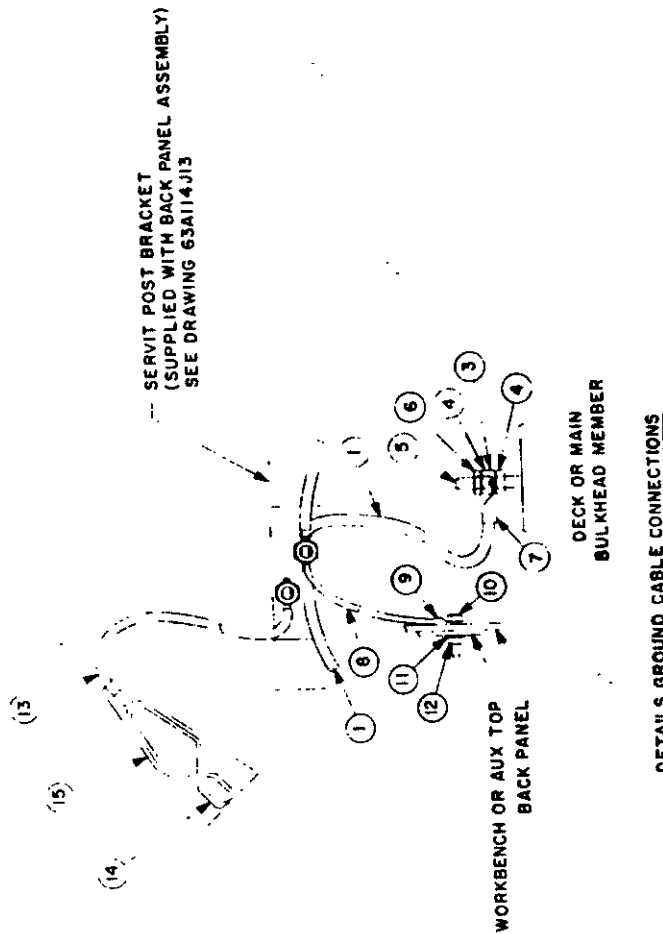 SERVIT POST BRACKET
(SUPPLIED WITH BACK PANEL ASSEMBLY)
SEE DRAWING 63A114J13
13
15
14
1
5
6
4
3
4
7
DECK OR MAIN
BULKHEAD MEMBER
9
10
8
11
12
1
WORKBENCH OR AUX TOP
BACK PANEL
DETAILS GROUND CABLE CONNECTIONS